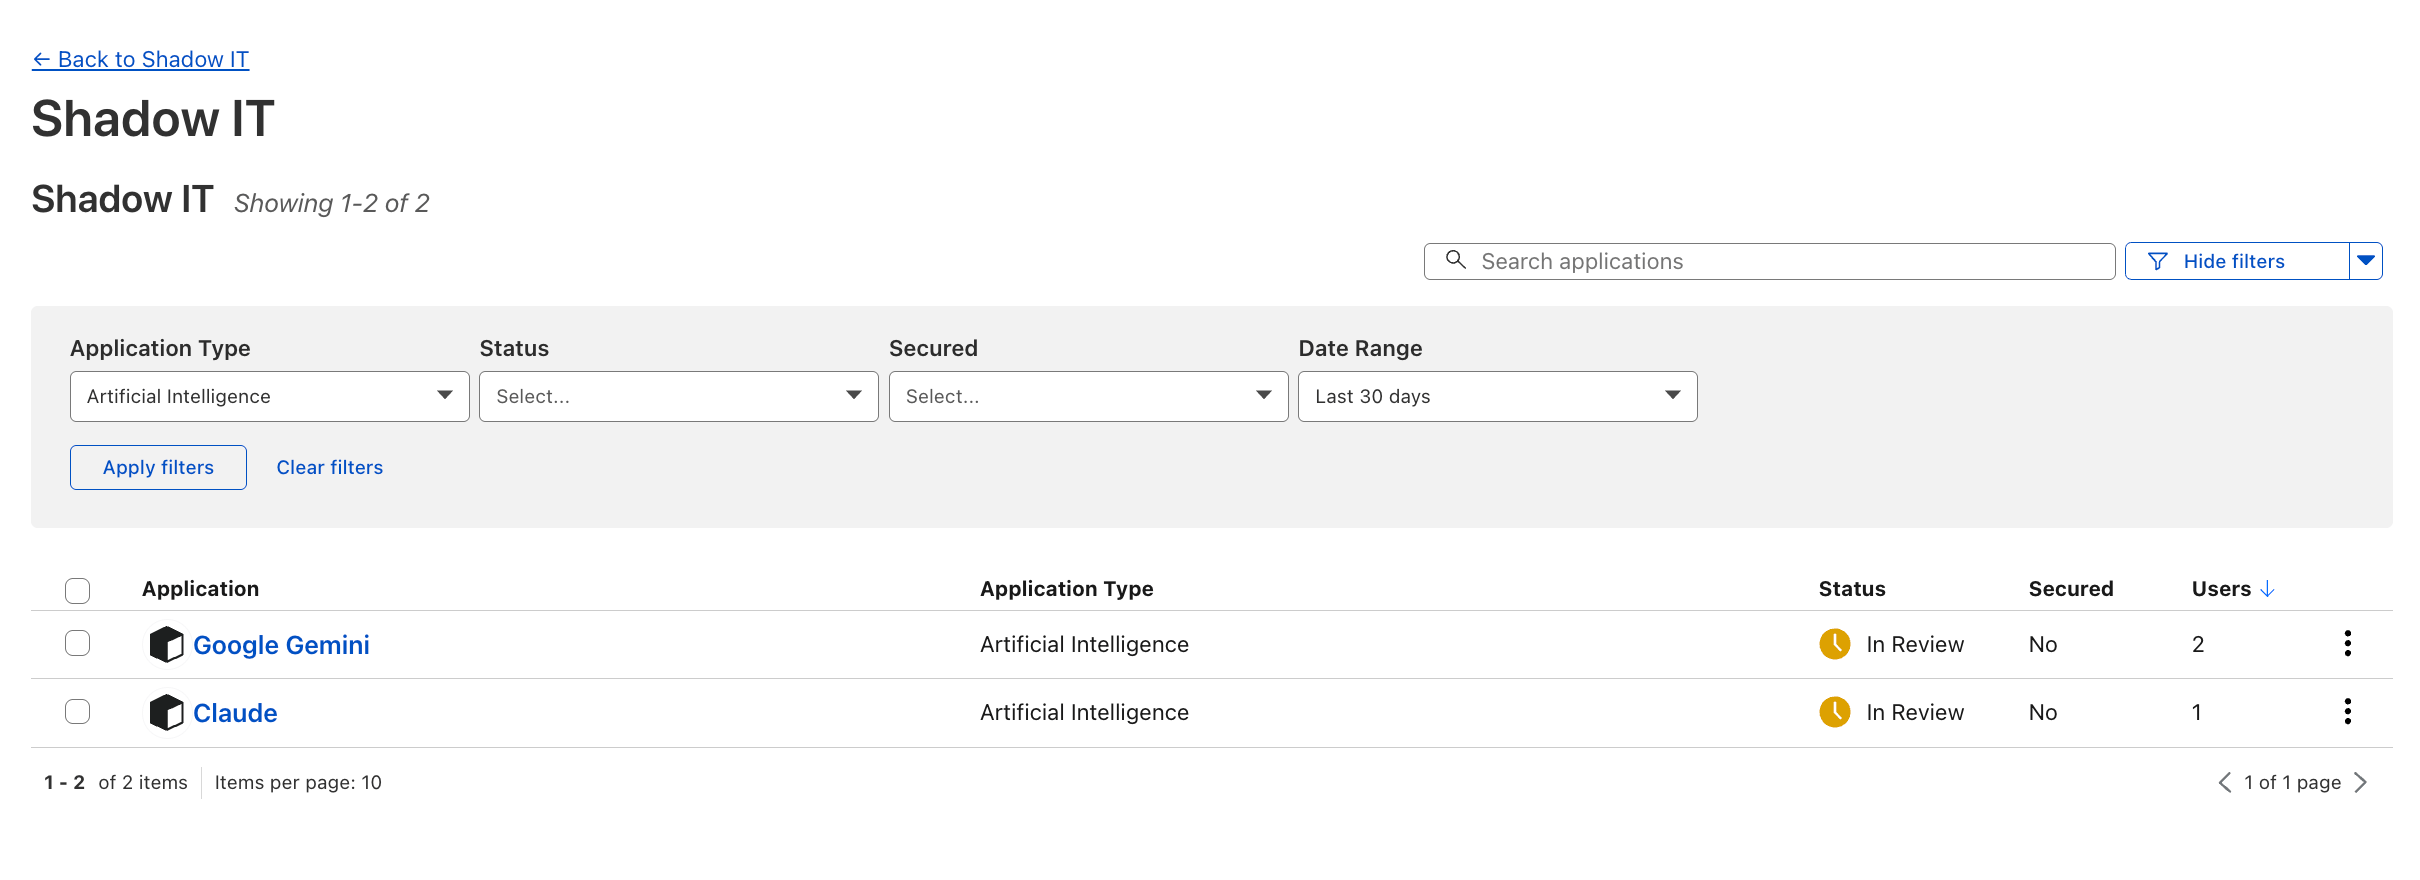 ← Back to Shadow IT
Shadow IT
Shadow IT Showing 1-2 of 2
Search applications Hide filters
Application Type Status Secured Date Range
Artificial Intelligence Select... Select... Last 30 days
Apply filters Clear filters
Application Application Type Status Secured Users ↓
Google Gemini Artificial Intelligence In Review No 2
Claude Artificial Intelligence In Review No 1
1 - 2 of 2 items Items per page: 10 1 of 1 page